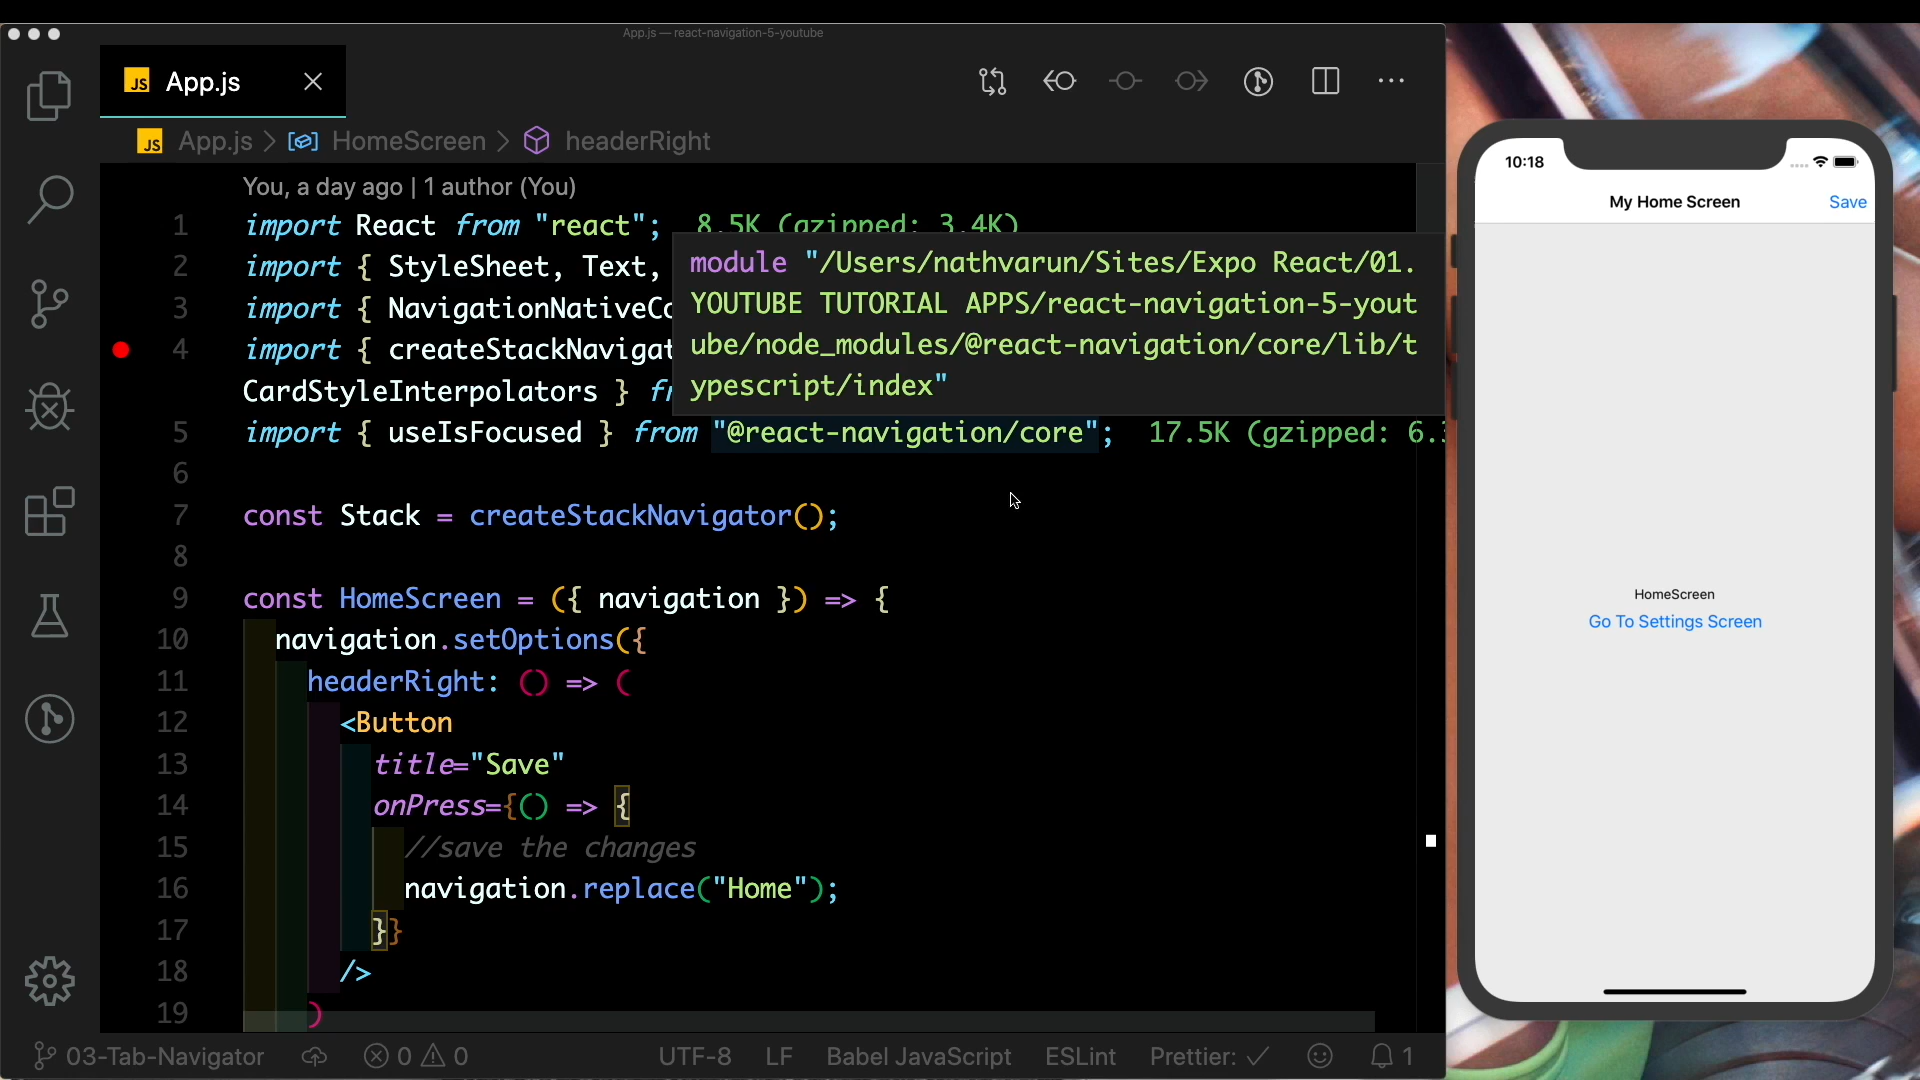 App.js — react-navigation-5-youtube
JS App.js
JS App.js > HomeScreen > headerRight
You, a day ago | 1 author (You)
1 import React from "react"; 8.5K (gzipped: 3.4K)
2 import { StyleSheet, Text,
3 import { NavigationNativeCo
4 import { createStackNavigat
CardStyleInterpolators } fr
module "/Users/nathvarun/Sites/Expo React/01.
YOUTUBE TUTORIAL APPS/react-navigation-5-yout
ube/node_modules/@react-navigation/core/lib/t
ypescript/index"
5 import { useIsFocused } from "@react-navigation/core"; 17.5K (gzipped: 6.3
6
7 const Stack = createStackNavigator();
8
9 const HomeScreen = ({ navigation }) => {
10 navigation.setOptions({
11 headerRight: () => (
12 <Button
13 title="Save"
14 onPress={() => {
15 //save the changes
16 navigation.replace("Home");
17 }}
18 />
19 )
03-Tab-Navigator 0 0 UTF-8 LF Babel JavaScript ESLint Prettier: ✓ 1
10:18
My Home Screen Save
HomeScreen
Go To Settings Screen